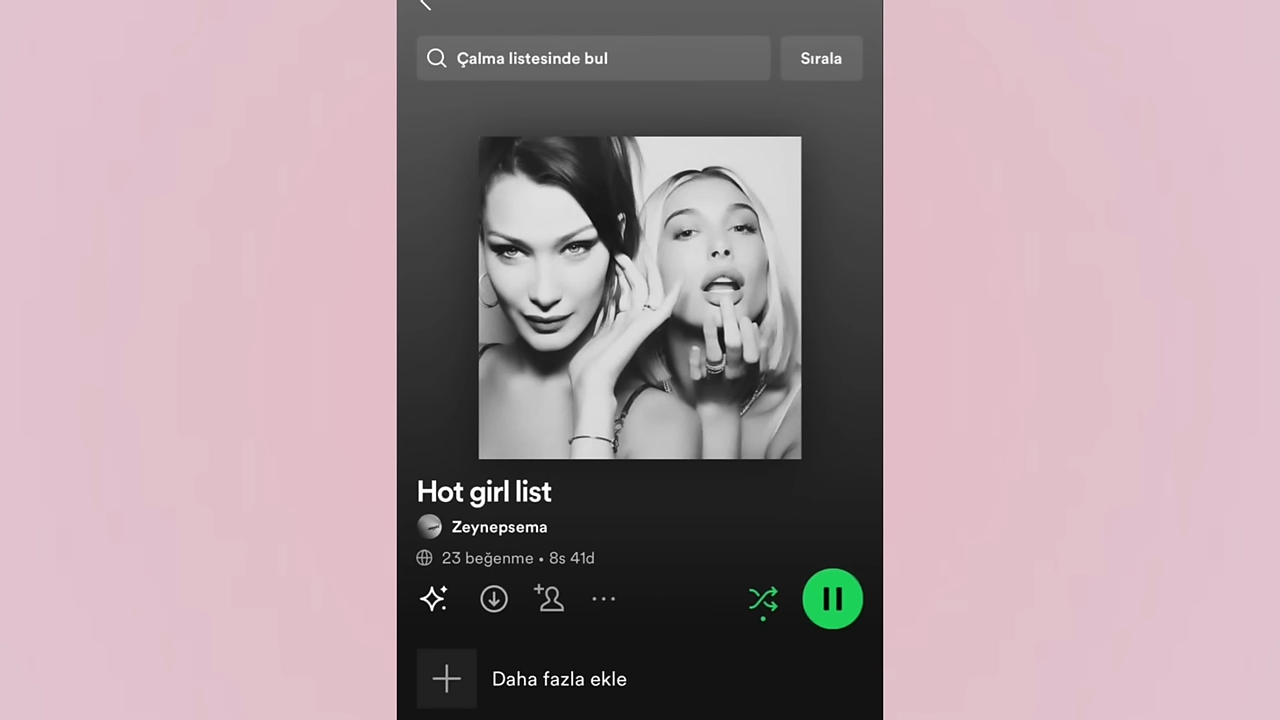 Çalma listesinde bul
Sırala
Hot girl list
Zeynepsema
23 beğenme • 8s 41d
Daha fazla ekle